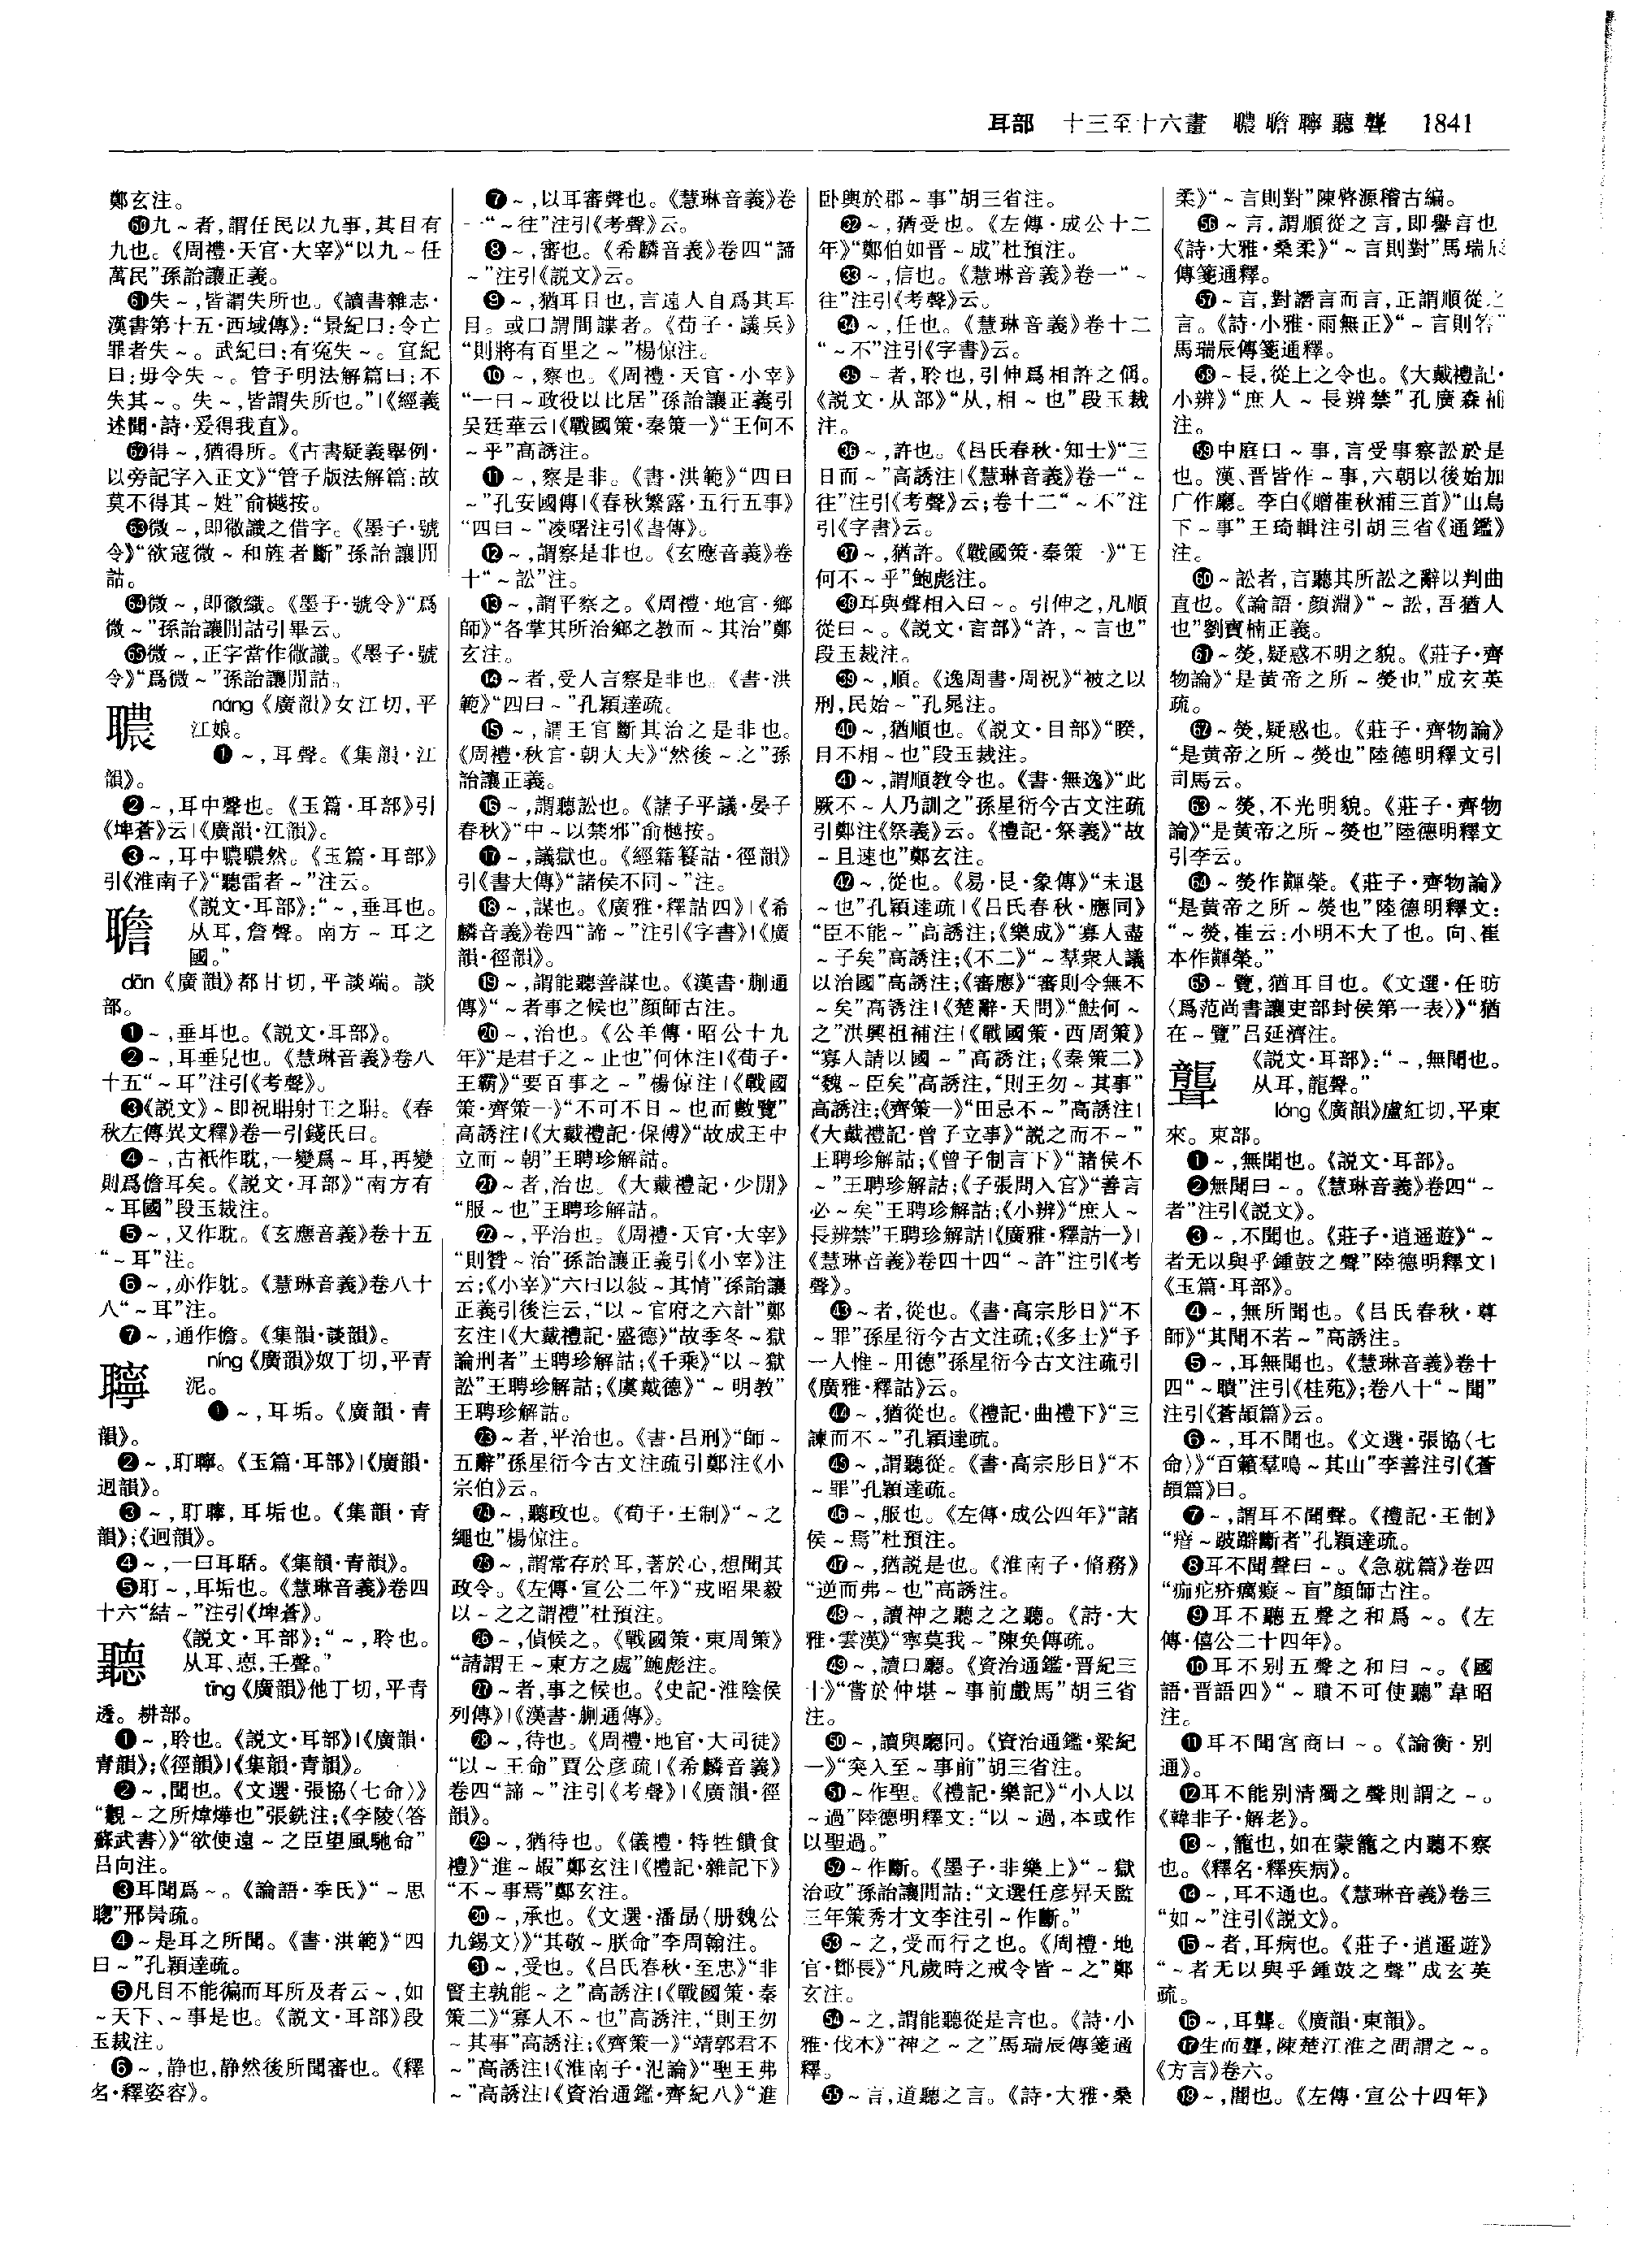 耳部　十三至十六畫　聵瞻聹聽聾　1841
鄭玄注。
㊿九～者,謂任民以九事,其目有
九也。《周禮·天官·大宰》“以九～任
萬民”孫詒讓正義。
失～,皆謂失所也。《讀書雜志·
漢書第十五·西域傳》:“景紀曰:令亡
罪者失～。武紀曰:有冤失～。宣紀
曰:毋令失～。管子明法解篇曰:不
失其～。失～,皆謂失所也。”|《經義
述聞·詩·爰得我直》。
得～,猶得所。《古書疑義舉例·
以旁記字入正文》“管子版法解篇:故
莫不得其～姓”俞樾按。
微～,即徽識之借字。《墨子·號
令》“欲寇微～和旌者斷”孫詒讓閒
詁。
微～,即徽織。《墨子·號令》“爲
微～”孫詒讓閒詁引畢云。
微～,正字當作徽識。《墨子·號
令》“爲微～”孫詒讓閒詁。
聵 náng《廣韻》女江切,平
江娘。
❶～,耳聲。《集韻·江
韻》。
❷～,耳中聲也。《玉篇·耳部》引
《埤蒼》云|《廣韻·江韻》。
❸～,耳中聵聵然。《玉篇·耳部》
引《淮南子》“聽雷者～”注云。
聸 《説文·耳部》:“～,垂耳也。
从耳,詹聲。南方～耳之
國。”
dān《廣韻》都甘切,平談端。談
部。
❶～,垂耳也。《説文·耳部》。
❷～,耳垂皃也。《慧琳音義》卷八
十五“～耳”注引《考聲》。
❸《説文》～即祝聃射王之聃。《春
秋左傳異文釋》卷一引錢氏曰。
❹～,古衹作耽,一變爲～耳,再變
則爲儋耳矣。《説文·耳部》“南方有
～耳國”段玉裁注。
❺～,又作耽。《玄應音義》卷十五
“～耳”注。
❻～,亦作躭。《慧琳音義》卷八十
八“～耳”注。
❼～,通作儋。《集韻·談韻》。
聹 níng《廣韻》奴丁切,平青
泥。
❶～,耳垢。《廣韻·青
韻》。
❷～,耵聹。《玉篇·耳部》|《廣韻·
迥韻》。
❸～,耵聹,耳垢也。《集韻·青
韻》;《迥韻》。
❹～,一曰耳聒。《集韻·青韻》。
❺耵～,耳垢也。《慧琳音義》卷四
十六“結～”注引《埤蒼》。
聽 《説文·耳部》:“～,聆也。
从耳、悳,壬聲。”
tīng《廣韻》他丁切,平青
透。耕部。
❶～,聆也。《説文·耳部》|《廣韻·
青韻》;《徑韻》|《集韻·青韻》。
❷～,聞也。《文選·張協〈七命〉》
“觀～之所煒燁也”張銑注;《李陵〈答
蘇武書〉》“欲使遠～之臣望風馳命”
吕向注。
❸耳聞爲～。《論語·季氏》“～思
聰”邢昺疏。
❹～是耳之所聞。《書·洪範》“四
曰～”孔穎達疏。
❺凡目不能徧而耳所及者云～,如
～天下、～事是也。《説文·耳部》段
玉裁注。
❻～,静也,静然後所聞審也。《釋
名·釋姿容》。
❼～,以耳審聲也。《慧琳音義》卷
一“～往”注引《考聲》云。
❽～,審也。《希麟音義》卷四“諦
～”注引《説文》云。
❾～,猶耳目也,言遠人自爲其耳
目。或曰謂間諜者。《荀子·議兵》
“則將有百里之～”楊倞注。
❿～,察也。《周禮·天官·小宰》
“一曰～政役以比居”孫詒讓正義引
吴廷華云|《戰國策·秦策一》“王何不
～乎”高誘注。
⓫～,察是非。《書·洪範》“四曰
～”孔安國傳|《春秋繁露·五行五事》
“四曰～”凌曙注引《書傳》。
⓬～,謂察是非也。《玄應音義》卷
十“～訟”注。
⓭～,謂平察之。《周禮·地官·鄉
師》“各掌其所治鄉之教而～其治”鄭
玄注。
⓮～者,受人言察是非也。《書·洪
範》“四曰～”孔穎達疏。
⓯～,謂王官斷其治之是非也。
《周禮·秋官·朝大夫》“然後～之”孫
詒讓正義。
⓰～,謂聽訟也。《諸子平議·晏子
春秋》“中～以禁邪”俞樾按。
⓱～,議獄也。《經籍籑詁·徑韻》
引《書大傳》“諸侯不同～”注。
⓲～,謀也。《廣雅·釋詁四》|《希
麟音義》卷四“諦～”注引《字書》|《廣
韻·徑韻》。
⓳～,謂能聽善謀也。《漢書·蒯通
傳》“～者事之候也”顔師古注。
⓴～,治也。《公羊傳·昭公十九
年》“是君子之～止也”何休注|《荀子·
王霸》“要百事之～”楊倞注|《戰國
策·齊策一》“不可不日～也而數覽”
高誘注|《大戴禮記·保傅》“故成王中
立而～朝”王聘珍解詁。
㉑～者,治也。《大戴禮記·少閒》
“服～也”王聘珍解詁。
㉒～,平治也。《周禮·天官·大宰》
“則贊～治”孫詒讓正義引《小宰》注
云;《小宰》“六曰以敍～其情”孫詒讓
正義引後注云,“以～官府之六計”鄭
玄注|《大戴禮記·盛德》“故季冬～獄
論刑者”王聘珍解詁;《千乘》“以～獄
訟”王聘珍解詁;《虞戴德》“～明教”
王聘珍解詁。
㉓～者,平治也。《書·吕刑》“師～
五辭”孫星衍今古文注疏引鄭注《小
宗伯》云。
㉔～,聽政也。《荀子·王制》“～之
繩也”楊倞注。
㉕～,謂常存於耳,著於心,想聞其
政令。《左傳·宣公二年》“戎昭果毅
以～之之謂禮”杜預注。
㉖～,偵候之。《戰國策·東周策》
“請謂王～東方之處”鮑彪注。
㉗～者,事之候也。《史記·淮陰侯
列傳》|《漢書·蒯通傳》。
㉘～,待也。《周禮·地官·大司徒》
“以～王命”賈公彦疏|《希麟音義》
卷四“諦～”注引《考聲》|《廣韻·徑
韻》。
㉙～,猶待也。《儀禮·特牲饋食
禮》“進～嘏”鄭玄注|《禮記·雜記下》
“不～事焉”鄭玄注。
㉚～,承也。《文選·潘勗〈册魏公
九錫文〉》“其敬～朕命”李周翰注。
㉛～,受也。《吕氏春秋·至忠》“非
賢主孰能～之”高誘注|《戰國策·秦
策二》“寡人不～也”高誘注,“則王勿
～其事”高誘注;《齊策一》“靖郭君不
～”高誘注|《淮南子·氾論》“聖王弗
～”高誘注|《資治通鑑·齊紀八》“進
卧輿於郡～事”胡三省注。
㉜～,猶受也。《左傳·成公十二
年》“鄭伯如晋～成”杜預注。
㉝～,信也。《慧琳音義》卷一“～
往”注引《考聲》云。
㉞～,任也。《慧琳音義》卷十二
“～不”注引《字書》云。
㉟～者,聆也,引伸爲相許之偁。
《説文·从部》“从,相～也”段玉裁
注。
㊱～,許也。《吕氏春秋·知士》“三
日而～”高誘注|《慧琳音義》卷一“～
往”注引《考聲》云;卷十二“～不”注
引《字書》云。
㊲～,猶許。《戰國策·秦策一》“王
何不～乎”鮑彪注。
㊳耳與聲相入曰～。引伸之,凡順
從曰～。《説文·言部》“許,～言也”
段玉裁注。
㊴～,順。《逸周書·周祝》“被之以
刑,民始～”孔晁注。
㊵～,猶順也。《説文·目部》“睽,
目不相～也”段玉裁注。
㊶～,謂順教令也。《書·無逸》“此
厥不～人乃訓之”孫星衍今古文注疏
引鄭注《祭義》云。《禮記·祭義》“故
～且速也”鄭玄注。
㊷～,從也。《易·艮·象傳》“未退
～也”孔穎達疏|《吕氏春秋·應同》
“臣不能～”高誘注;《樂成》“寡人盡
～子矣”高誘注;《不二》“～羣衆人議
以治國”高誘注;《審應》“審則令無不
～矣”高誘注|《楚辭·天問》“鮌何～
之”洪興祖補注|《戰國策·西周策》
“寡人請以國～”高誘注;《秦策二》
“魏～臣矣”高誘注,“則王勿～其事”
高誘注;《齊策一》“田忌不～”高誘注|
《大戴禮記·曾子立事》“説之而不～”
王聘珍解詁;《曾子制言下》“諸侯不
～”王聘珍解詁;《子張問入官》“善言
必～矣”王聘珍解詁;《小辨》“庶人～
長辨禁”王聘珍解詁|《廣雅·釋詁一》|
《慧琳音義》卷四十四“～許”注引《考
聲》。
㊸～者,從也。《書·高宗肜日》“不
～罪”孫星衍今古文注疏;《多士》“予
一人惟～用德”孫星衍今古文注疏引
《廣雅·釋詁》云。
㊹～,猶從也。《禮記·曲禮下》“三
諫而不～”孔穎達疏。
㊺～,謂聽從。《書·高宗肜日》“不
～罪”孔穎達疏。
㊻～,服也。《左傳·成公四年》“諸
侯～焉”杜預注。
㊼～,猶説是也。《淮南子·脩務》
“逆而弗～也”高誘注。
㊽～,讀神之聽之之聽。《詩·大
雅·雲漢》“寧莫我～”陳奂傳疏。
㊾～,讀曰廳。《資治通鑑·晋紀三
十》“嘗於仲堪～事前戲馬”胡三省
注。
㊿～,讀與廳同。《資治通鑑·梁紀
一》“突入至～事前”胡三省注。
～作聖。《禮記·樂記》“小人以
～過”陸德明釋文:“以～過,本或作
以聖過。”
～作斷。《墨子·非樂上》“～獄
治政”孫詒讓閒詁:“文選任彦昇天監
三年策秀才文李注引～作斷。”
～之,受而行之也。《周禮·地
官·鄼長》“凡歲時之戒令皆～之”鄭
玄注。
～之,謂能聽從是言也。《詩·小
雅·伐木》“神之～之”馬瑞辰傳箋通
釋。
～言,道聽之言。《詩·大雅·桑
柔》“～言則對”陳啓源稽古編。
～言,謂順從之言,即譽言也
《詩·大雅·桑柔》“～言則對”馬瑞辰
傳箋通釋。
～言,對譖言而言,正謂順從之
言。《詩·小雅·雨無正》“～言則答”
馬瑞辰傳箋通釋。
～長,從上之令也。《大戴禮記·
小辨》“庶人～長辨禁”孔廣森補
注。
中庭曰～事,言受事察訟於是
也。漢、晋皆作～事,六朝以後始加
广作廳。李白《贈崔秋浦三首》“山鳥
下～事”王琦輯注引胡三省《通鑑》
注。
～訟者,言聽其所訟之辭以判曲
直也。《論語·顔淵》“～訟,吾猶人
也”劉寶楠正義。
～熒,疑惑不明之貌。《莊子·齊
物論》“是黄帝之所～熒也”成玄英
疏。
～熒,疑惑也。《莊子·齊物論》
“是黄帝之所～熒也”陸德明釋文引
司馬云。
～熒,不光明貌。《莊子·齊物
論》“是黄帝之所～熒也”陸德明釋文
引李云。
～熒作䪻榮。《莊子·齊物論》
“是黄帝之所～熒也”陸德明釋文:
“～熒,崔云:小明不大了也。向、崔
本作榮。”
～覽,猶耳目也。《文選·任昉
〈爲范尚書讓吏部封侯第一表〉》“猶
在～覽”吕延濟注。
聾 《説文·耳部》:“～,無聞也。
从耳,龍聲。”
lóng《廣韻》盧紅切,平東
來。東部。
❶～,無聞也。《説文·耳部》。
❷無聞曰～。《慧琳音義》卷四“～
者”注引《説文》。
❸～,不聞也。《莊子·逍遥遊》“～
者无以與乎鍾鼓之聲”陸德明釋文|
《玉篇·耳部》。
❹～,無所聞也。《吕氏春秋·尊
師》“其聞不若～”高誘注。
❺～,耳無聞也。《慧琳音義》卷十
四“～聵”注引《桂苑》;卷八十“～聞”
注引《蒼頡篇》云。
❻～,耳不聞也。《文選·張協〈七
命〉》“百籟羣鳴～其山”李善注引《蒼
頡篇》曰。
❼～,謂耳不聞聲。《禮記·王制》
“瘖～跛躃斷者”孔穎達疏。
❽耳不聞聲曰～。《急就篇》卷四
“痂疕疥癘癡～盲”顔師古注。
❾耳不聽五聲之和爲～。《左
傳·僖公二十四年》。
❿耳不别五聲之和曰～。《國
語·晋語四》“～聵不可使聽”韋昭
注。
⓫耳不聞宫商曰～。《論衡·别
通》。
⓬耳不能别清濁之聲則謂之～。
《韓非子·解老》。
⓭～,籠也,如在蒙籠之内聽不察
也。《釋名·釋疾病》。
⓮～,耳不通也。《慧琳音義》卷三
“如～”注引《説文》。
⓯～者,耳病也。《莊子·逍遥遊》
“～者无以與乎鍾鼓之聲”成玄英
疏。
⓰～,耳聾。《廣韻·東韻》。
⓱生而聾,陳楚江淮之間謂之～。
《方言》卷六。
⓲～,闇也。《左傳·宣公十四年》